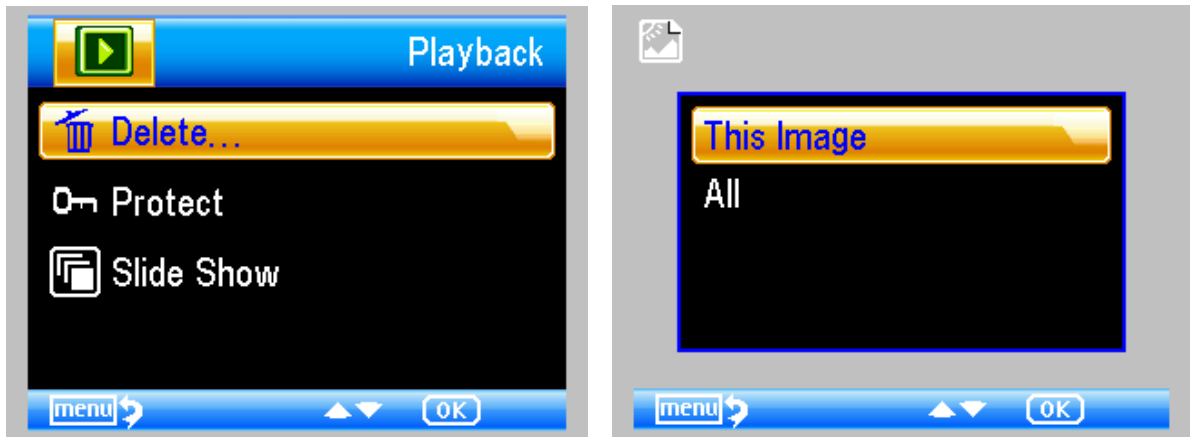 Playback
Delete...
Protect
Slide Show
menu OK
This Image
All
menu OK